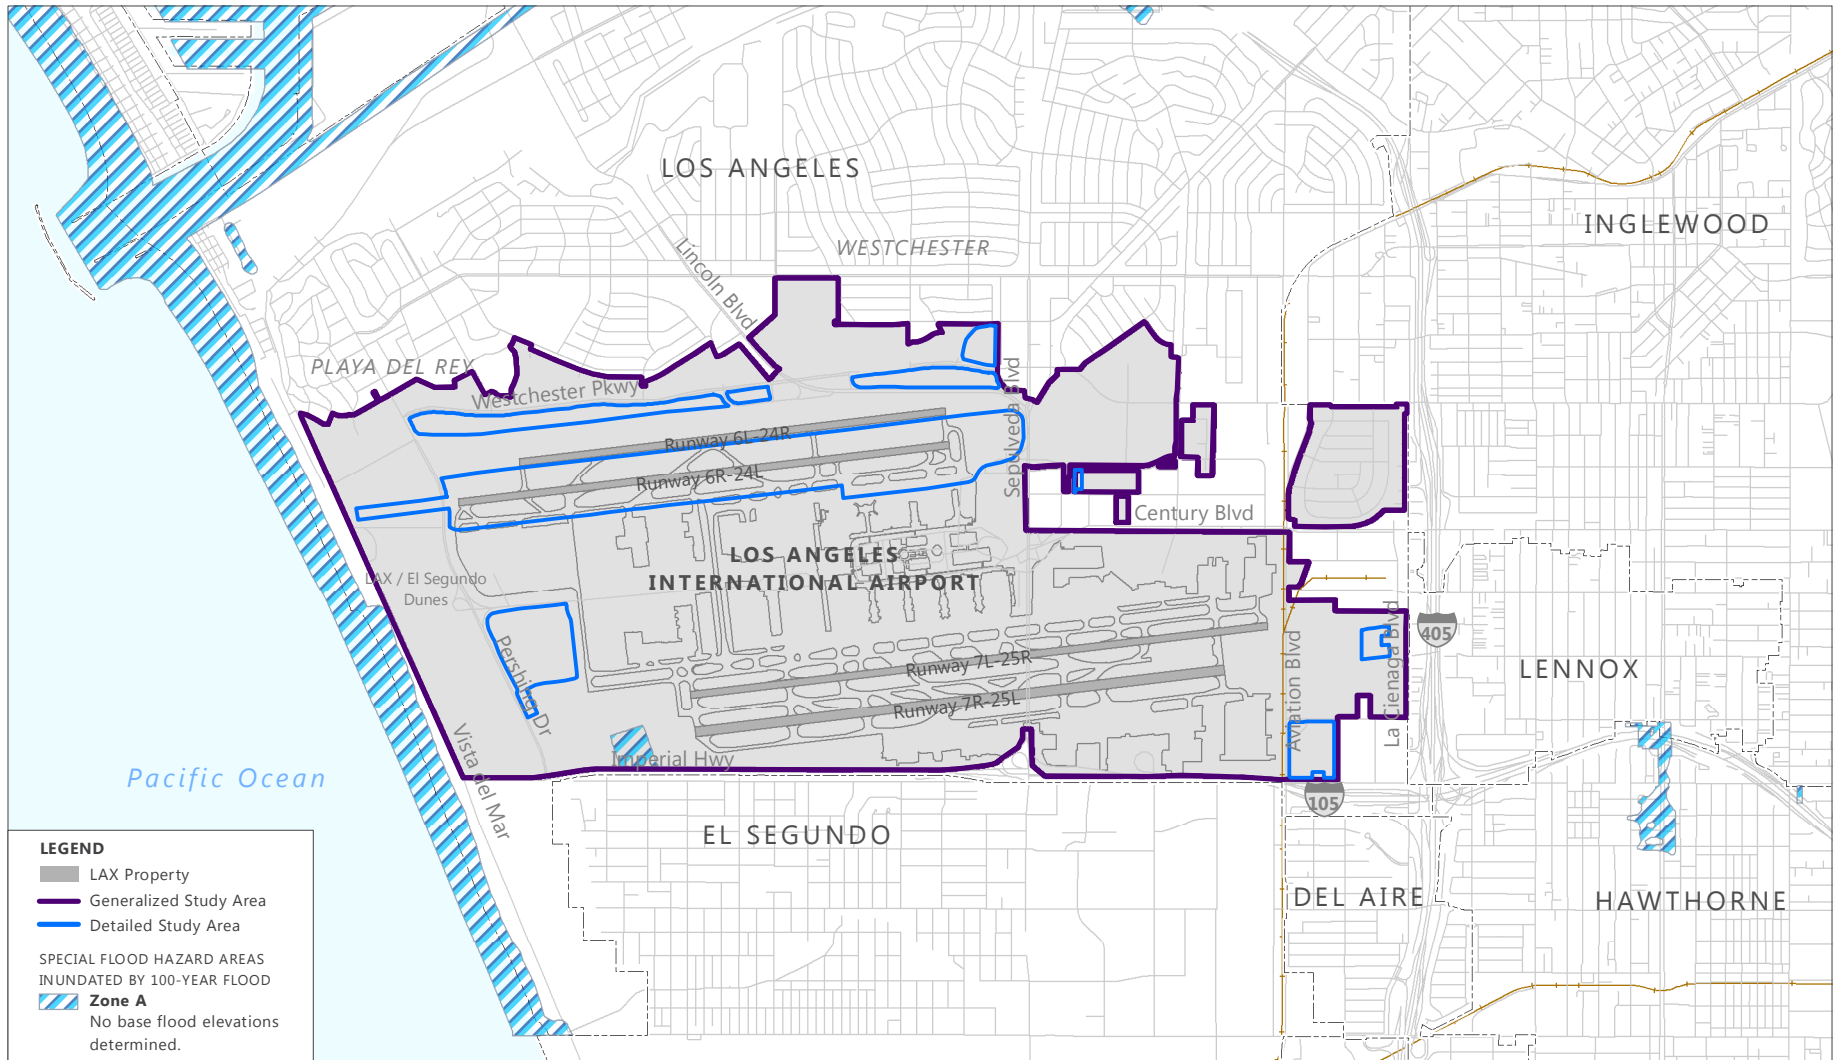 LOS ANGELES
INGLEWOOD
WESTCHESTER
Lincoln Blvd
PLAYA DEL REY
Westchester Pkwy
Sepulveda Blvd
Runway 6L-24R
Runway 6R-24L
Century Blvd
LOS ANGELES
INTERNATIONAL AIRPORT
LAX / El Segundo
Dunes
Pershing Dr
Runway 7L-25R
Runway 7R-25L
Aviation Blvd
La Cienaga Blvd
405
LENNOX
Vista del Mar
Imperial Hwy
Pacific Ocean
105
EL SEGUNDO
DEL AIRE
HAWTHORNE
LEGEND
LAX Property
Generalized Study Area
Detailed Study Area
SPECIAL FLOOD HAZARD AREAS
INUNDATED BY 100-YEAR FLOOD
Zone A
No base flood elevations
determined.